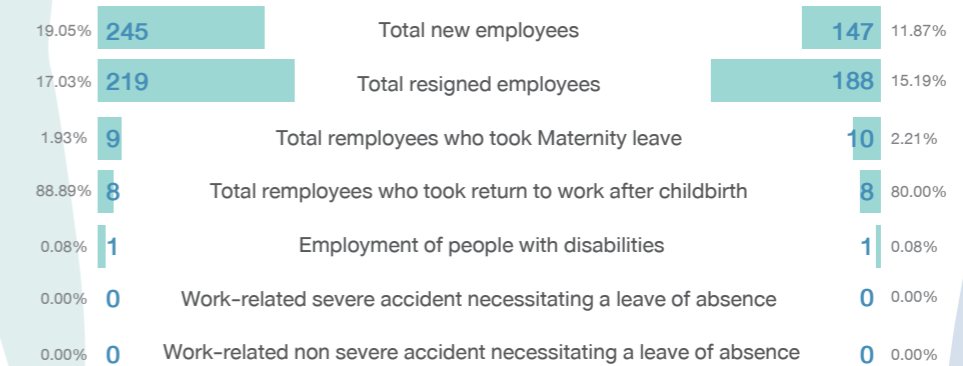 19.05% 245 Total new employees 147 11.87%
17.03% 219 Total resigned employees 188 15.19%
1.93% 9 Total remployees who took Maternity leave 10 2.21%
88.89% 8 Total remployees who took return to work after childbirth 8 80.00%
0.08% 1 Employment of people with disabilities 1 0.08%
0.00% 0 Work-related severe accident necessitating a leave of absence 0 0.00%
0.00% 0 Work-related non severe accident necessitating a leave of absence 0 0.00%